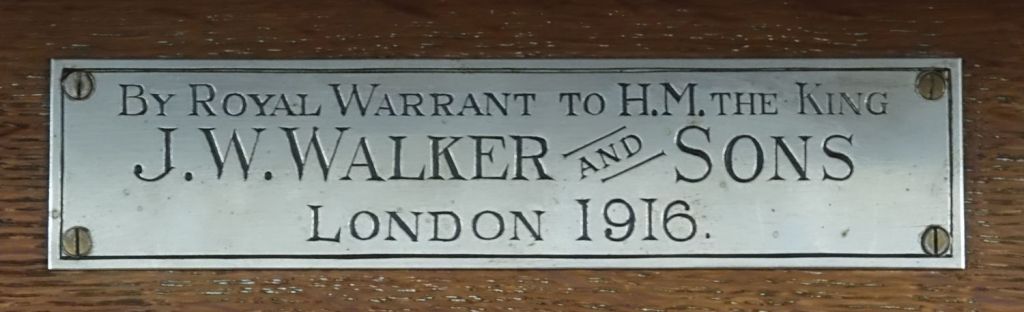 By Royal Warrant to H.M. the King
J. W. Walker and Sons
London 1916.